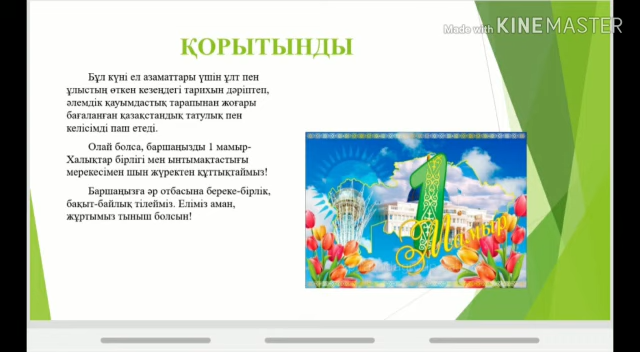 Made with KINEMASTER
ҚОРЫТЫНДЫ
Бұл күні ел азаматтары үшін ұлт пен
ұлыстың өткен кезеңдегі тарихын дәріптеп,
әлемдік қауымдастық тарапынан жоғары
бағаланған қазақстандық татулық пен
келісімді паш етеді.
Олай болса, баршаңызды 1 мамыр-
Халықтар бірлігі мен ынтымақтастығы
мерекесімен шын жүректен құттықтаймыз!
Баршаңызға әр отбасына береке-бірлік,
бақыт-байлық тілейміз. Еліміз аман,
жұртымыз тыныш болсын!
1
Мамыр